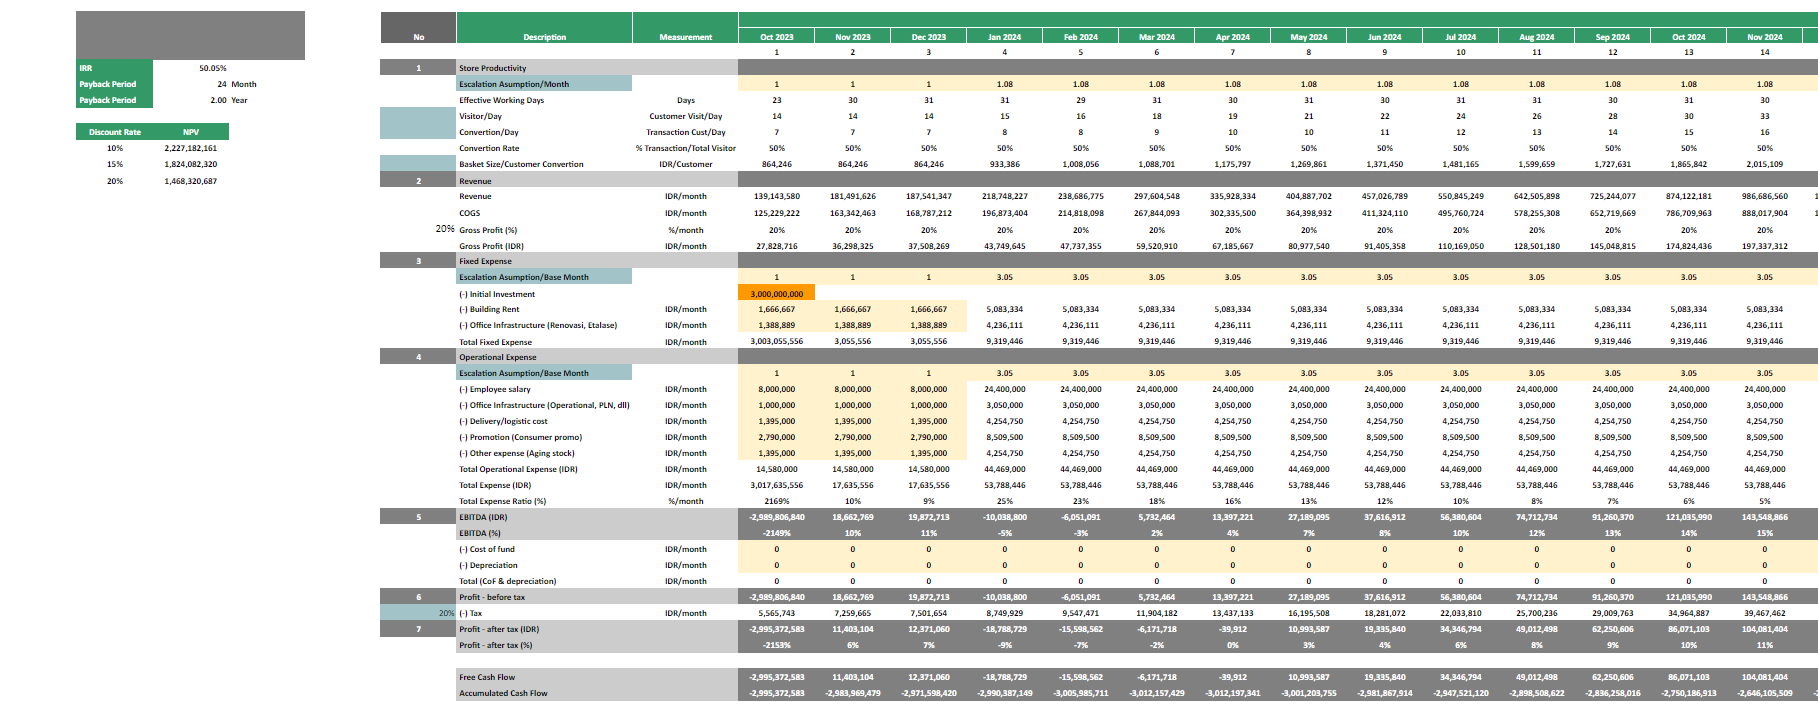 IRR 50.05%
Payback Period 24 Month
Payback Period 2.00 Year
Discount Rate NPV
10% 2,227,182,161
15% 1,824,082,320
20% 1,468,320,687
No Description Measurement Oct 2023 Nov 2023 Dec 2023 Jan 2024 Feb 2024 Mar 2024 Apr 2024 May 2024 Jun 2024 Jul 2024 Aug 2024 Sep 2024 Oct 2024 Nov 2024
1 2 3 4 5 6 7 8 9 10 11 12 13 14
1 Store Productivity
Escalation Asumption/Month 1 1 1 1.08 1.08 1.08 1.08 1.08 1.08 1.08 1.08 1.08 1.08 1.08
Effective Working Days Days 23 30 31 31 29 31 30 31 30 31 31 30 31 30
Visitor/Day Customer Visit/Day 14 14 14 15 16 18 19 21 22 24 26 28 30 33
Convertion/Day Transaction Cust/Day 7 7 7 8 8 9 10 10 11 12 13 14 15 16
Convertion Rate % Transaction/Total Visitor 50% 50% 50% 50% 50% 50% 50% 50% 50% 50% 50% 50% 50% 50%
Basket Size/Customer Convertion IDR/Customer 864,246 864,246 864,246 933,386 1,008,056 1,088,701 1,175,797 1,269,861 1,371,450 1,481,165 1,599,659 1,727,631 1,865,842 2,015,109
2 Revenue
Revenue IDR/month 139,143,580 181,491,626 187,541,347 218,748,227 238,686,775 297,604,548 335,928,334 404,887,702 457,026,789 550,845,249 642,505,898 725,244,077 874,122,181 986,686,560 1
COGS IDR/month 125,229,222 163,342,463 168,787,212 196,873,404 214,818,098 267,844,093 302,335,500 364,398,932 411,324,110 495,760,724 578,255,308 652,719,669 786,709,963 888,017,904 1
20% Gross Profit (%) %/month 20% 20% 20% 20% 20% 20% 20% 20% 20% 20% 20% 20% 20% 20%
Gross Profit (IDR) IDR/month 27,828,716 36,298,325 37,508,269 43,749,645 47,737,355 59,520,910 67,185,667 80,977,540 91,405,358 110,169,050 128,501,180 145,048,815 174,824,436 197,337,312
3 Fixed Expense
Escalation Asumption/Base Month 1 1 1 3.05 3.05 3.05 3.05 3.05 3.05 3.05 3.05 3.05 3.05 3.05
(-) Initial Investment 3,000,000,000
(-) Building Rent IDR/month 1,666,667 1,666,667 1,666,667 5,083,334 5,083,334 5,083,334 5,083,334 5,083,334 5,083,334 5,083,334 5,083,334 5,083,334 5,083,334 5,083,334
(-) Office Infrastructure (Renovasi, Etalase) IDR/month 1,388,889 1,388,889 1,388,889 4,236,111 4,236,111 4,236,111 4,236,111 4,236,111 4,236,111 4,236,111 4,236,111 4,236,111 4,236,111 4,236,111
Total Fixed Expense IDR/month 3,003,055,556 3,055,556 3,055,556 9,319,446 9,319,446 9,319,446 9,319,446 9,319,446 9,319,446 9,319,446 9,319,446 9,319,446 9,319,446 9,319,446
4 Operational Expense
Escalation Asumption/Base Month 1 1 1 3.05 3.05 3.05 3.05 3.05 3.05 3.05 3.05 3.05 3.05 3.05
(-) Employee salary IDR/month 8,000,000 8,000,000 8,000,000 24,400,000 24,400,000 24,400,000 24,400,000 24,400,000 24,400,000 24,400,000 24,400,000 24,400,000 24,400,000 24,400,000
(-) Office Infrastructure (Operational, PLN, dll) IDR/month 1,000,000 1,000,000 1,000,000 3,050,000 3,050,000 3,050,000 3,050,000 3,050,000 3,050,000 3,050,000 3,050,000 3,050,000 3,050,000 3,050,000
(-) Delivery/logistic cost IDR/month 1,395,000 1,395,000 1,395,000 4,254,750 4,254,750 4,254,750 4,254,750 4,254,750 4,254,750 4,254,750 4,254,750 4,254,750 4,254,750 4,254,750
(-) Promotion (Consumer promo) IDR/month 2,790,000 2,790,000 2,790,000 8,509,500 8,509,500 8,509,500 8,509,500 8,509,500 8,509,500 8,509,500 8,509,500 8,509,500 8,509,500 8,509,500
(-) Other expense (Aging stock) IDR/month 1,395,000 1,395,000 1,395,000 4,254,750 4,254,750 4,254,750 4,254,750 4,254,750 4,254,750 4,254,750 4,254,750 4,254,750 4,254,750 4,254,750
Total Operational Expense (IDR) IDR/month 14,580,000 14,580,000 14,580,000 44,469,000 44,469,000 44,469,000 44,469,000 44,469,000 44,469,000 44,469,000 44,469,000 44,469,000 44,469,000 44,469,000
Total Expense (IDR) IDR/month 3,017,635,556 17,635,556 17,635,556 53,788,446 53,788,446 53,788,446 53,788,446 53,788,446 53,788,446 53,788,446 53,788,446 53,788,446 53,788,446 53,788,446
Total Expense Ratio (%) %/month 2169% 10% 9% 25% 23% 18% 16% 13% 12% 10% 8% 7% 6% 5%
5 EBITDA (IDR) -2,989,806,840 18,662,769 19,872,713 -10,038,800 -6,051,091 5,732,464 13,397,221 27,189,095 37,616,912 56,380,604 74,712,734 91,260,370 121,035,990 143,548,866
EBITDA (%) -2149% 10% 11% -5% -3% 2% 4% 7% 8% 10% 12% 13% 14% 15%
(-) Cost of fund IDR/month 0 0 0 0 0 0 0 0 0 0 0 0 0 0
(-) Depreciation IDR/month 0 0 0 0 0 0 0 0 0 0 0 0 0 0
Total (CoF & depreciation) IDR/month 0 0 0 0 0 0 0 0 0 0 0 0 0 0
6 Profit - before tax -2,989,806,840 18,662,769 19,872,713 -10,038,800 -6,051,091 5,732,464 13,397,221 27,189,095 37,616,912 56,380,604 74,712,734 91,260,370 121,035,990 143,548,866
20% (-) Tax IDR/month 5,565,743 7,259,665 7,501,654 8,749,929 9,547,471 11,904,182 13,437,133 16,195,508 18,281,072 22,033,810 25,700,236 29,009,763 34,964,887 39,467,462
7 Profit - after tax (IDR) -2,995,372,583 11,403,104 12,371,060 -18,788,729 -15,598,562 -6,171,718 -39,912 10,993,587 19,335,840 34,346,794 49,012,498 62,250,606 86,071,103 104,081,404
Profit - after tax (%) -2153% 6% 7% -9% -7% -2% 0% 3% 4% 6% 8% 9% 10% 11%
Free Cash Flow -2,995,372,583 11,403,104 12,371,060 -18,788,729 -15,598,562 -6,171,718 -39,912 10,993,587 19,335,840 34,346,794 49,012,498 62,250,606 86,071,103 104,081,404
Accumulated Cash Flow -2,995,372,583 -2,983,969,479 -2,971,598,420 -2,990,387,149 -3,005,985,711 -3,012,157,429 -3,012,197,341 -3,001,203,755 -2,981,867,914 -2,947,521,120 -2,898,508,622 -2,836,258,016 -2,750,186,913 -2,646,105,509